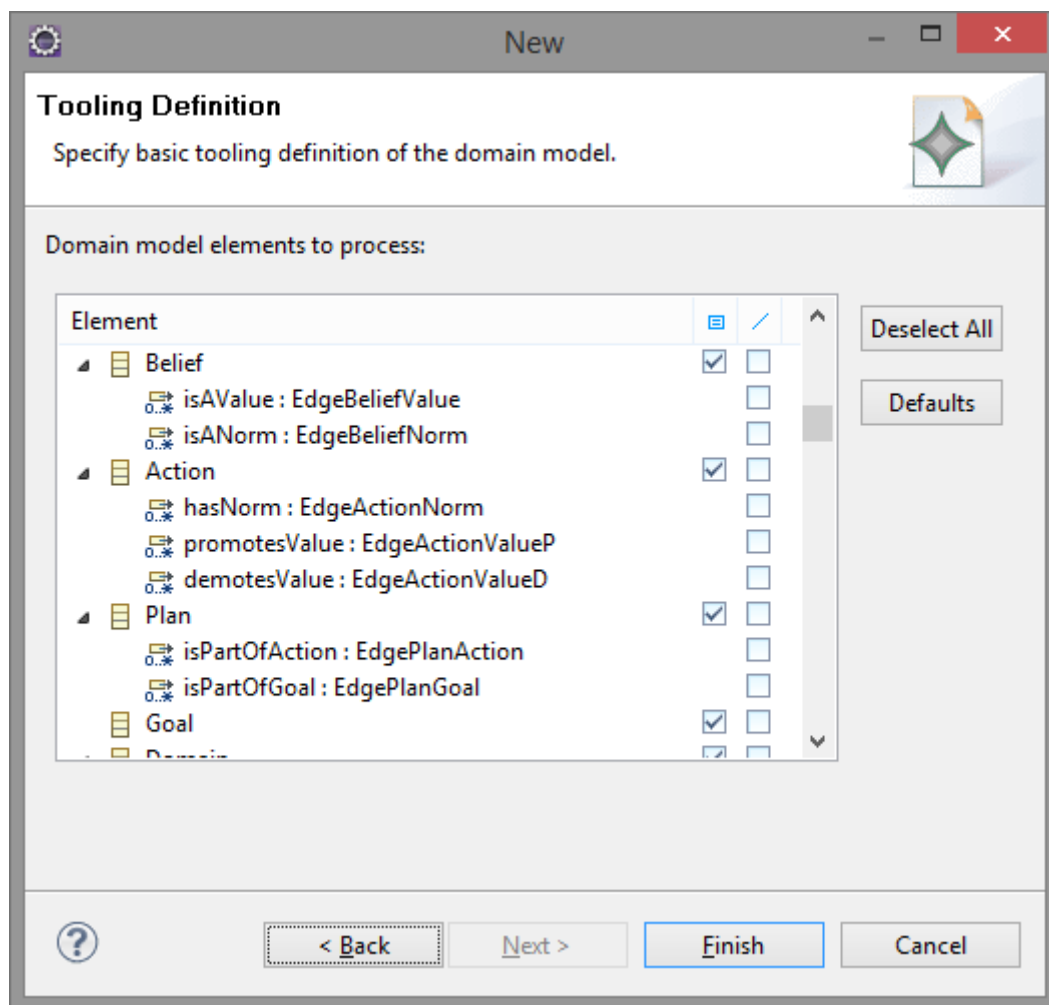 New
Tooling Definition
Specify basic tooling definition of the domain model.
Domain model elements to process:
Element
Deselect All
Belief
isAValue : EdgeBeliefValue
Defaults
isANorm : EdgeBeliefNorm
Action
hasNorm : EdgeActionNorm
promotesValue : EdgeActionValueP
demotesValue : EdgeActionValueD
Plan
isPartOfAction : EdgePlanAction
isPartOfGoal : EdgePlanGoal
Goal
Domain
< Back Next > Finish Cancel